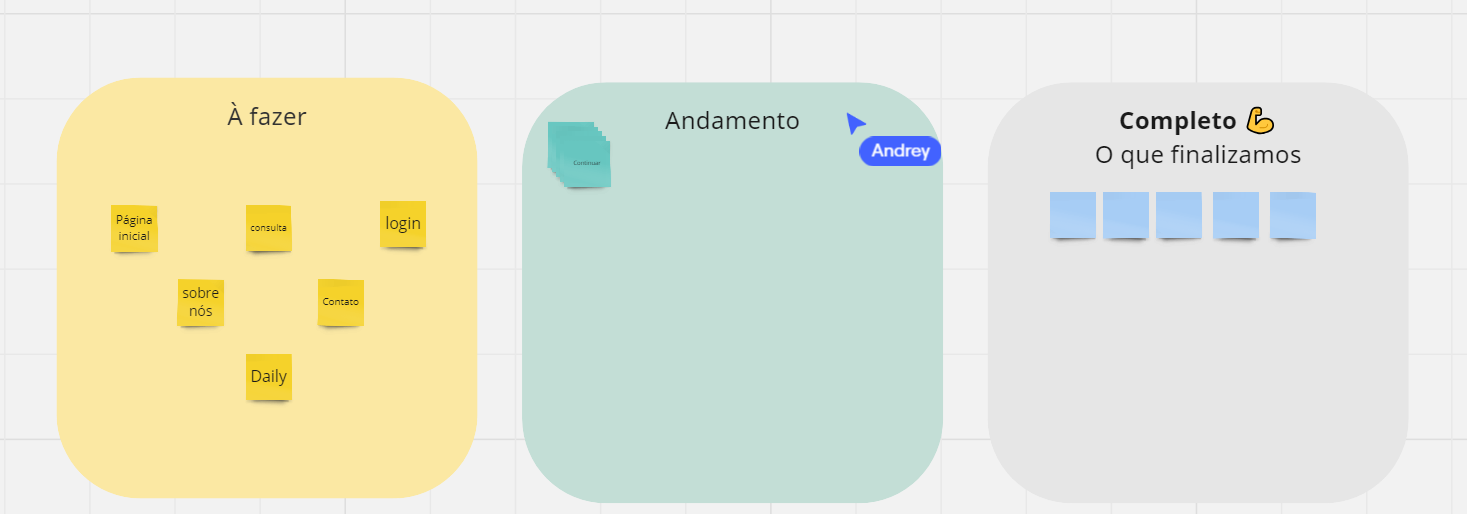 À fazer
Página
inicial
consulta
login
sobre
nós
Contato
Daily
Andamento
Continuar
Andrey
Completo 💪
O que finalizamos